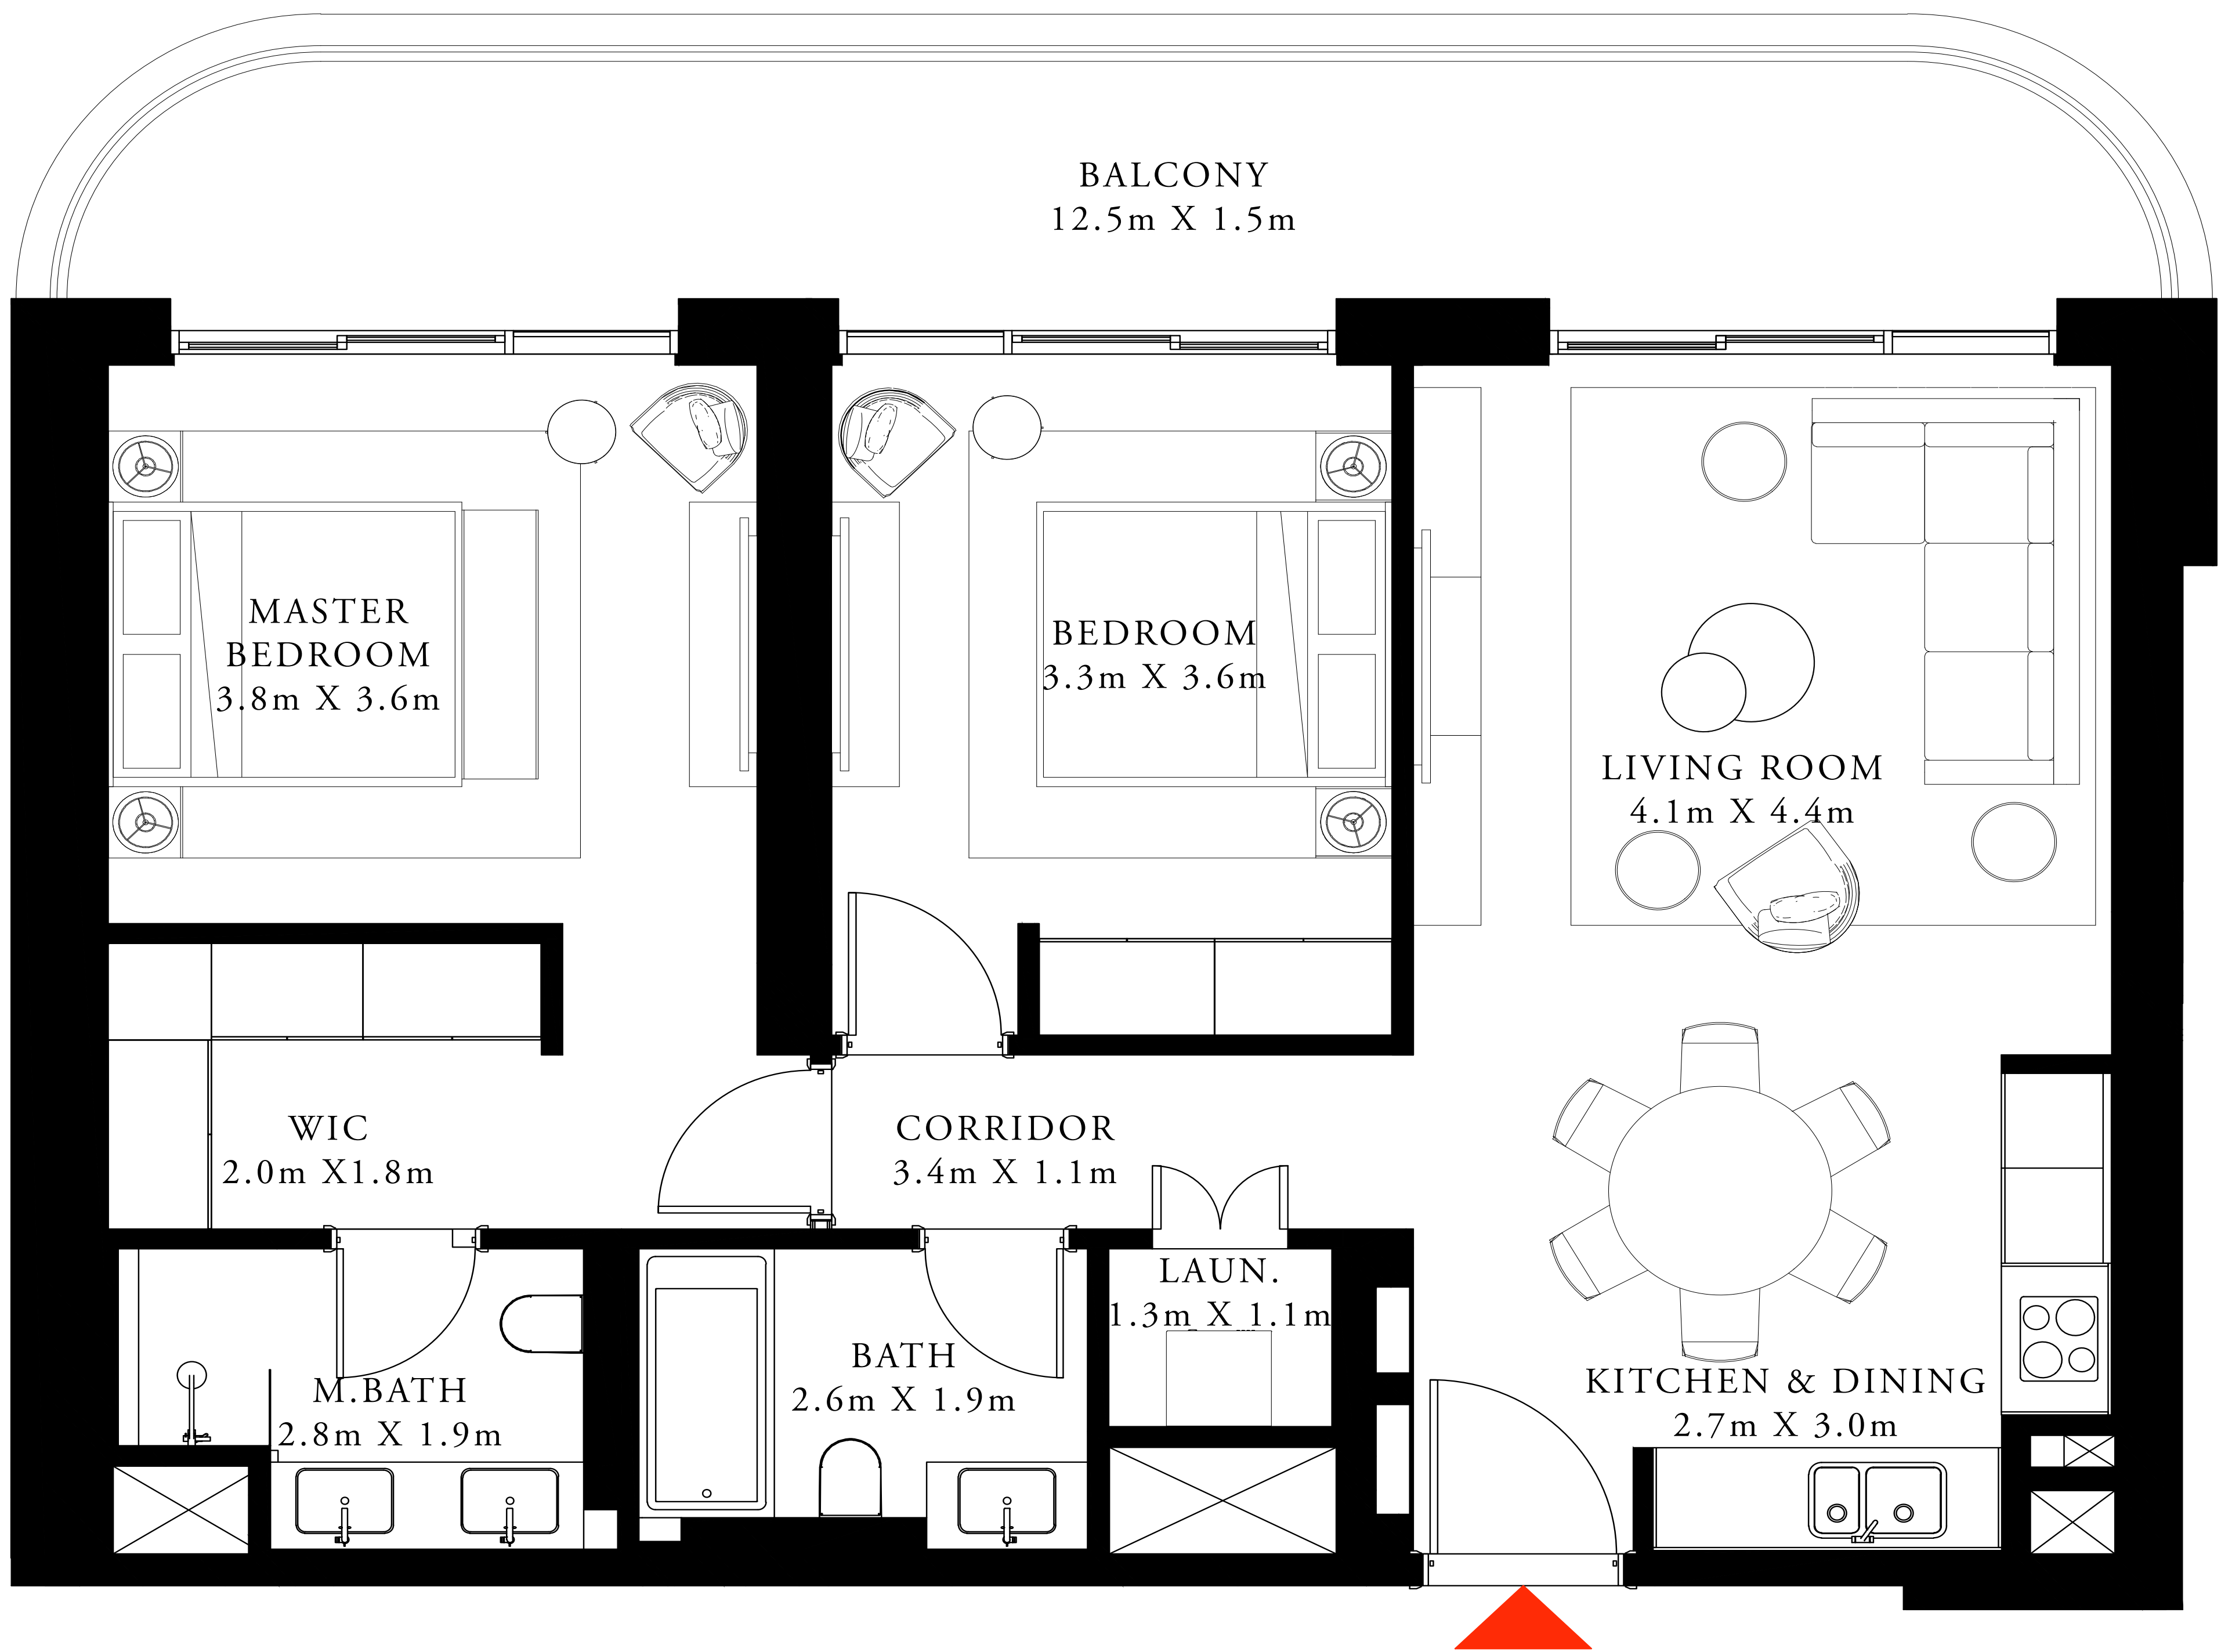 BALCONY
12.5m X 1.5m
MASTER
BEDROOM
3.8m X 3.6m
BEDROOM
3.3m X 3.6m
LIVING ROOM
4.1m X 4.4m
WIC
2.0m X1.8m
CORRIDOR
3.4m X 1.1m
LAUN.
1.3m X 1.1m
BATH
2.6m X 1.9m
M.BATH
2.8m X 1.9m
KITCHEN & DINING
2.7m X 3.0m